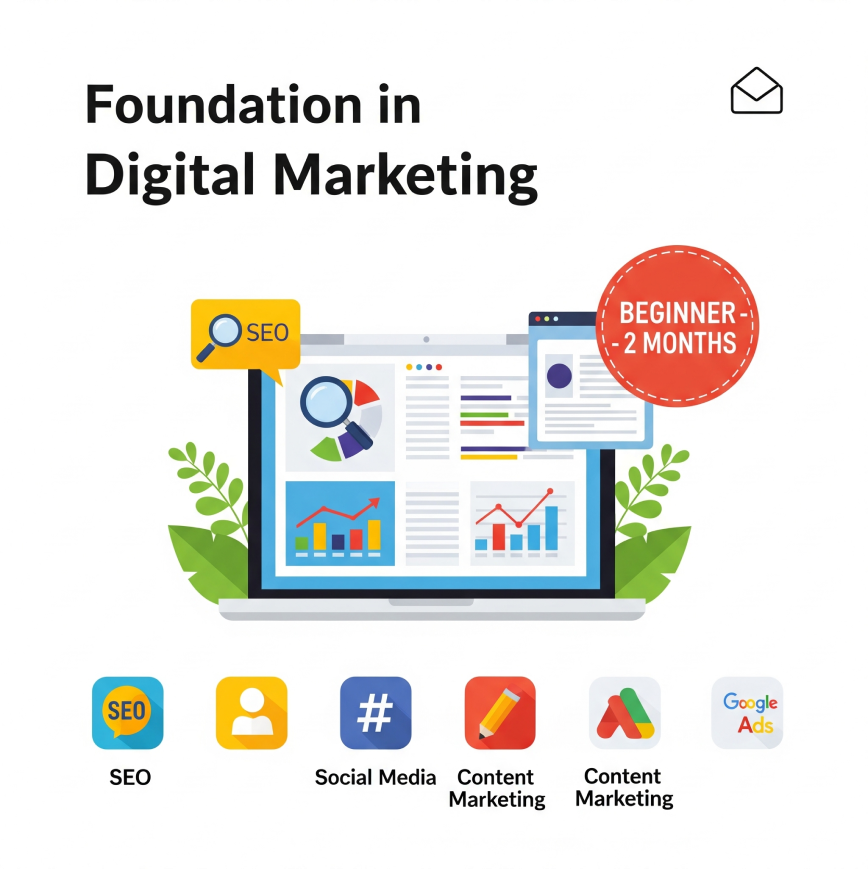 Foundation in
Digital Marketing
SEO
BEGINNER -
- 2 MONTHS
SEO
#
Google
Ads
SEO
Social Media
Content
Marketing
Content
Marketing